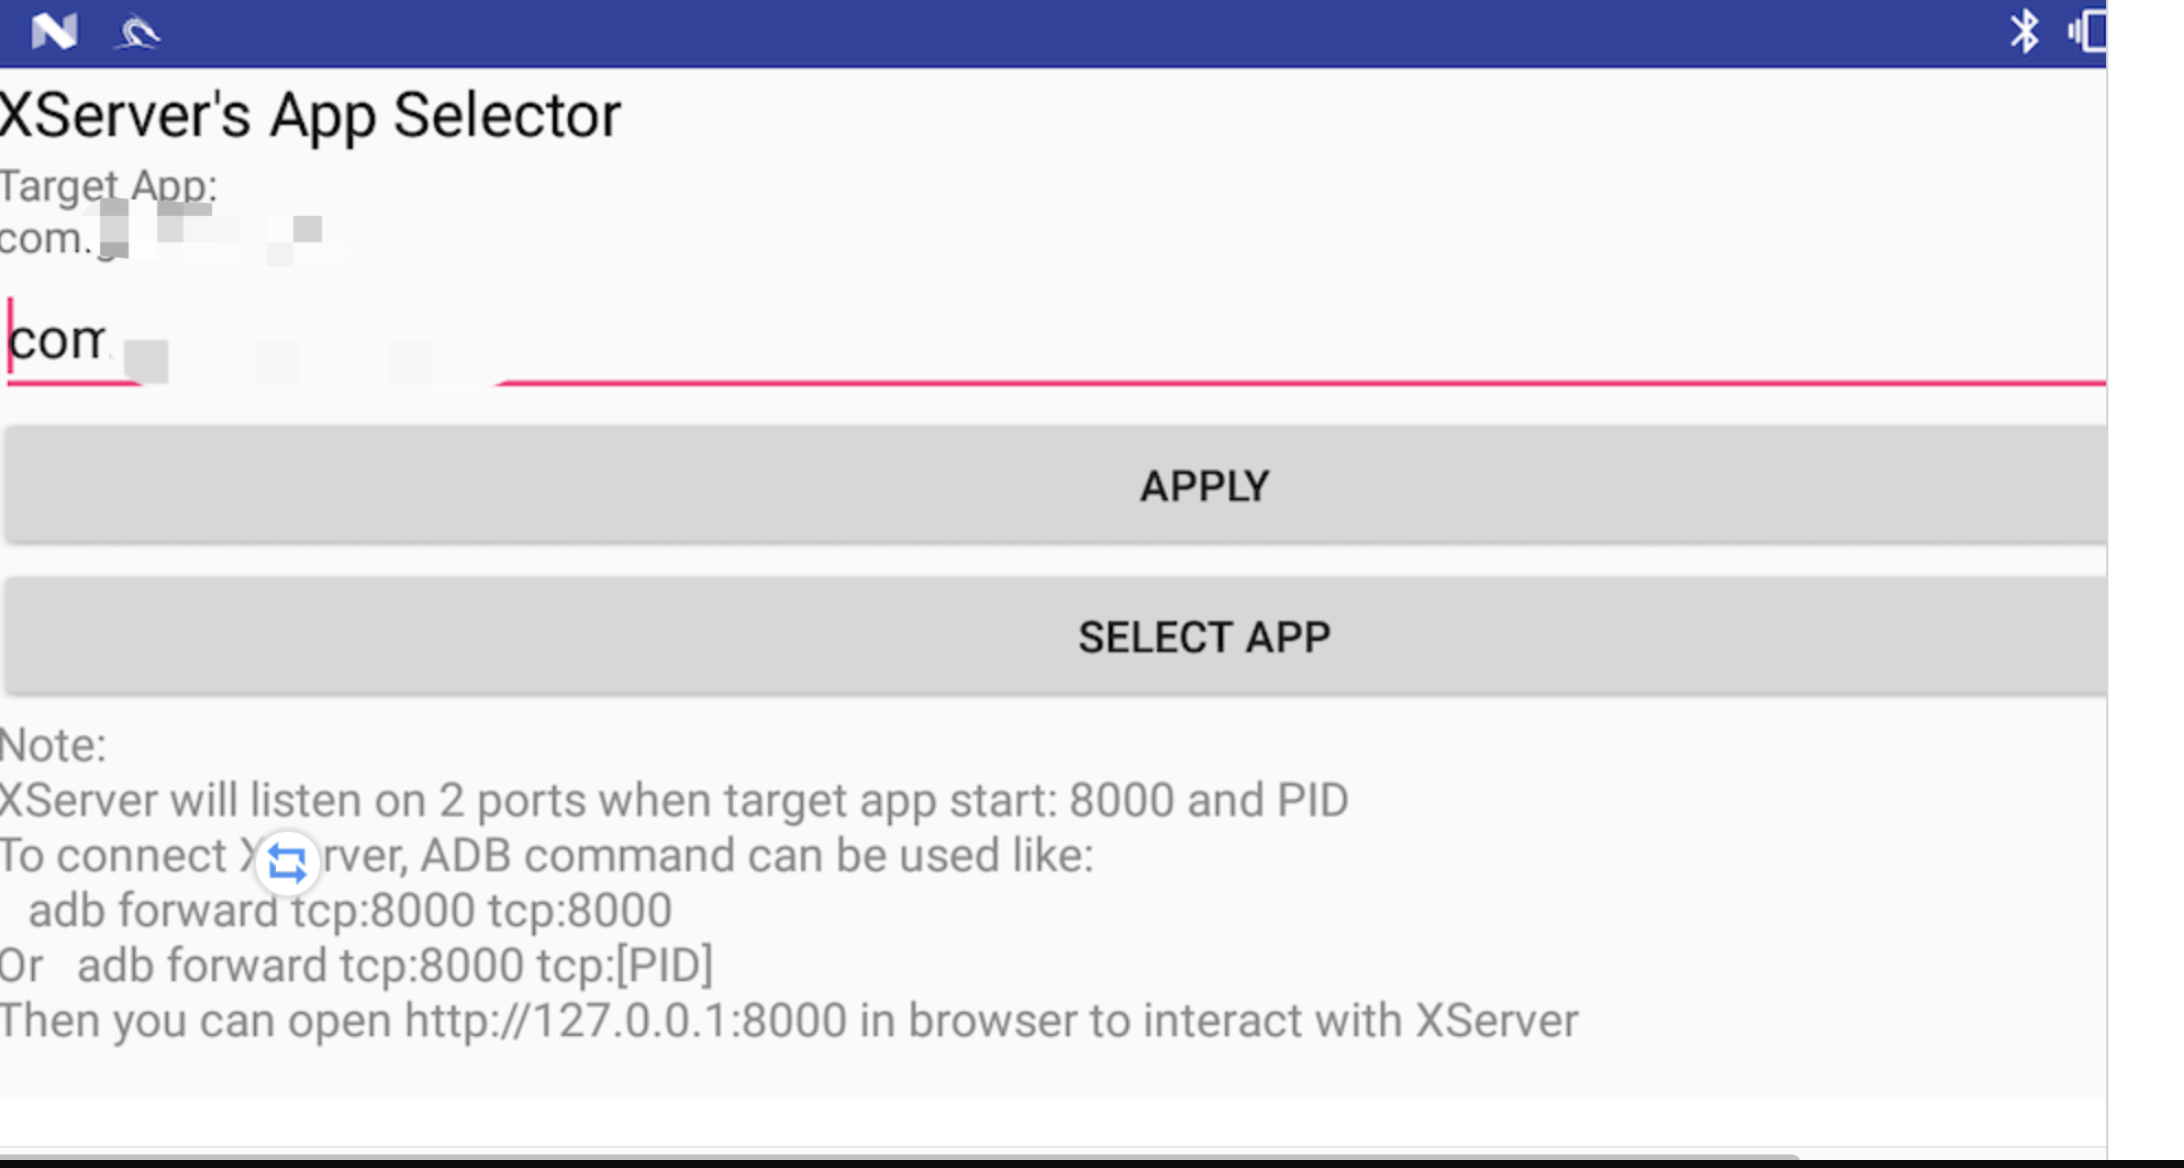 XServer's App Selector
Target App:
com.
com
APPLY
SELECT APP
Note:
XServer will listen on 2 ports when target app start: 8000 and PID
To connect X rver, ADB command can be used like:
adb forward tcp:8000 tcp:8000
Or adb forward tcp:8000 tcp:[PID]
Then you can open http://127.0.0.1:8000 in browser to interact with XServer